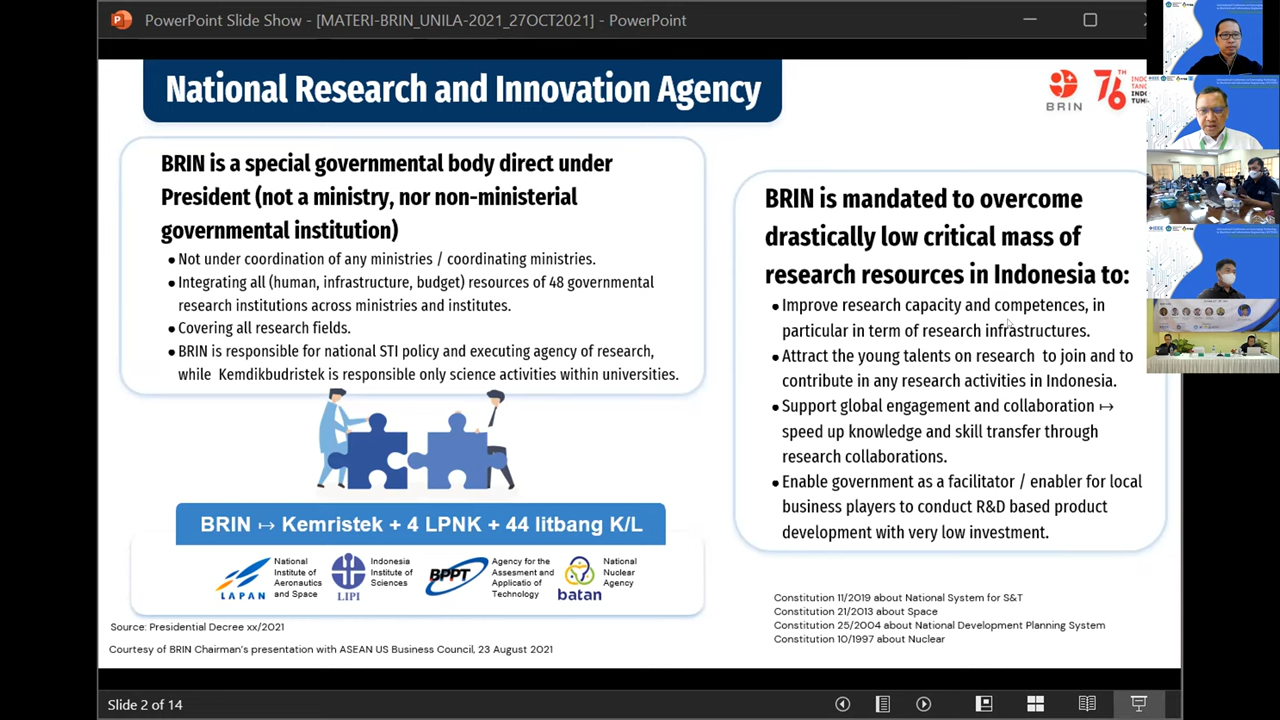 PowerPoint Slide Show - [MATERI-BRIN_UNILA-2021_27OCT2021] - PowerPoint
National Research and Innovation Agency
BRIN
76
TH
BRIN is a special governmental body direct under
President (not a ministry, nor non-ministerial
governmental institution)
• Not under coordination of any ministries / coordinating ministries.
• Integrating all (human, infrastructure, budget) resources of 48 governmental
research institutions across ministries and institutes.
• Covering all research fields.
• BRIN is responsible for national STI policy and executing agency of research,
while Kemdikbudristek is responsible only science activities within universities.
BRIN ↦ Kemristek + 4 LPNK + 44 litbang K/L
LAPAN
National
Institute of
Aeronautics
and Space
LIPI
Indonesia
Institute of
Sciences
BPPT
Agency for the
Assesment and
Applicatio of
Technology
batan
National
Nuclear
Agency
Source: Presidential Decree xx/2021
Courtesy of BRIN Chairman's presentation with ASEAN US Business Council, 23 August 2021
BRIN is mandated to overcome
drastically low critical mass of
research resources in Indonesia to:
• Improve research capacity and competences, in
particular in term of research infrastructures.
• Attract the young talents on research to join and to
contribute in any research activities in Indonesia.
• Support global engagement and collaboration ↦
speed up knowledge and skill transfer through
research collaborations.
• Enable government as a facilitator / enabler for local
business players to conduct R&D based product
development with very low investment.
Constitution 11/2019 about National System for S&T
Constitution 21/2013 about Space
Constitution 25/2004 about National Development Planning System
Constitution 10/1997 about Nuclear
Slide 2 of 14